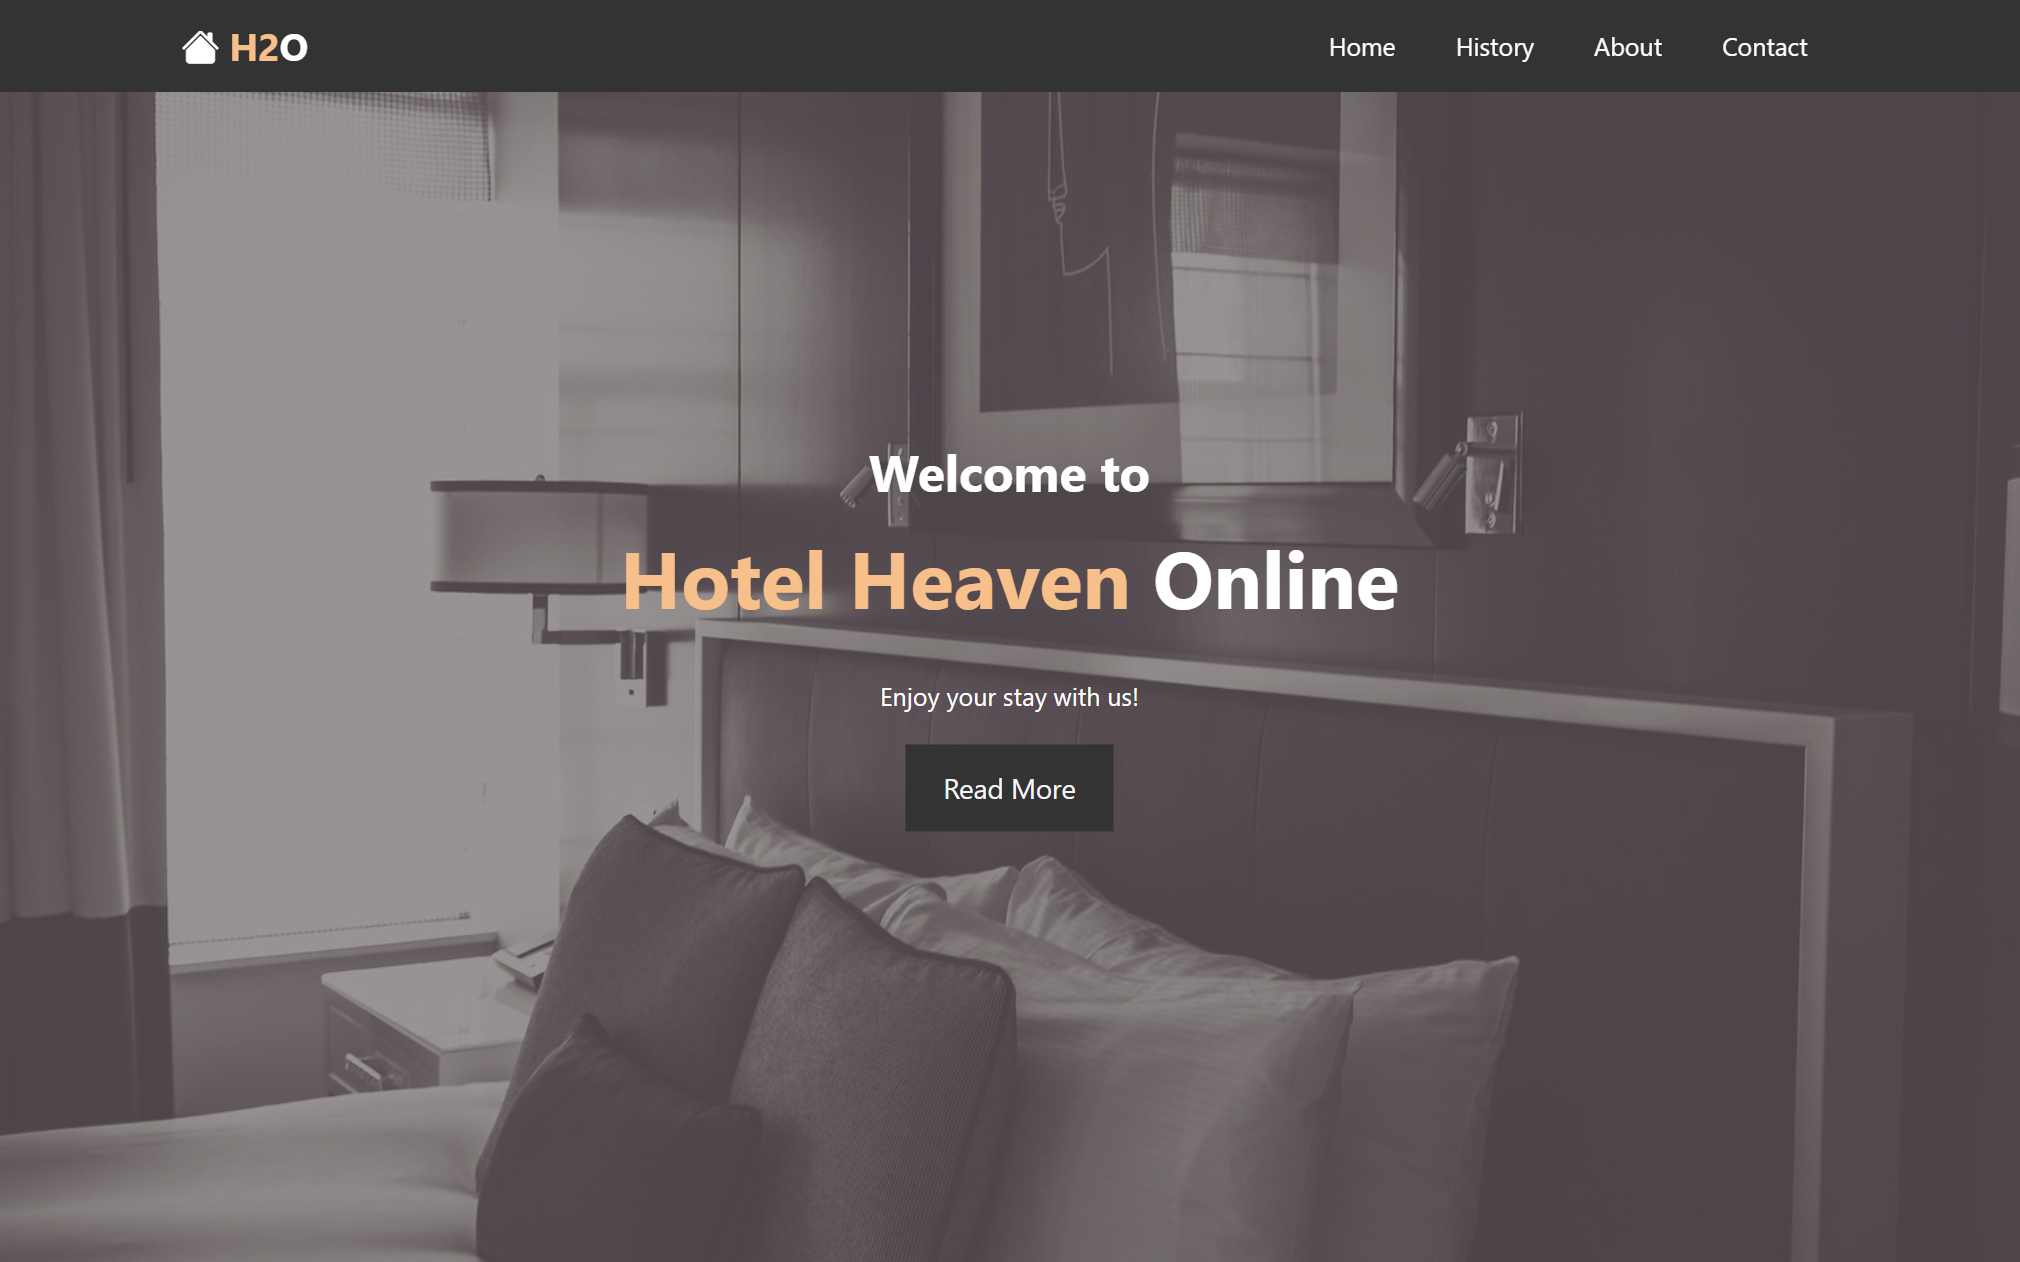 H2O
Home History About Contact
Welcome to
Hotel Heaven Online
Enjoy your stay with us!
Read More